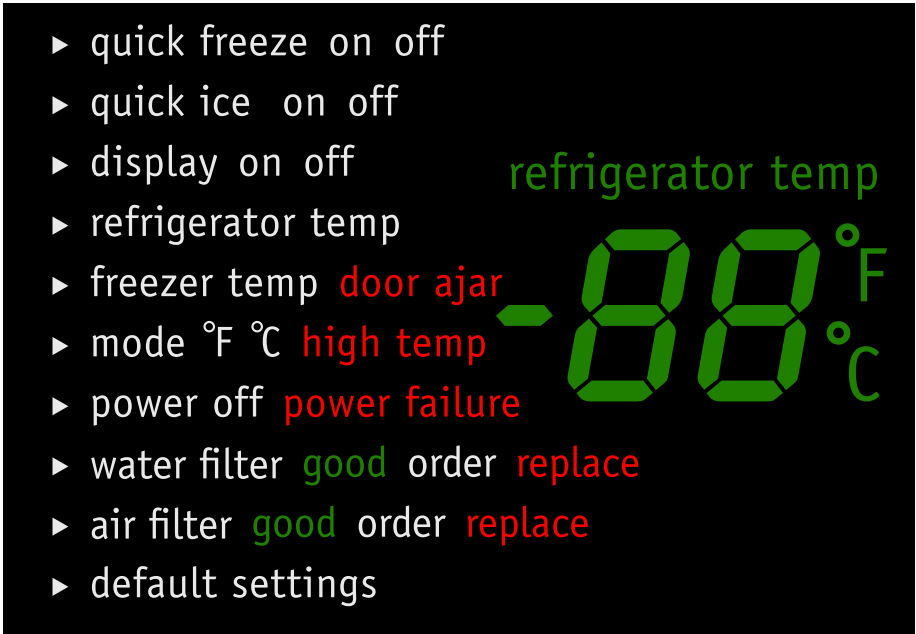 ▶ quick freeze on off
▶ quick ice on off
▶ display on off
▶ refrigerator temp
▶ freezer temp door ajar
▶ mode °F °C high temp
▶ power off power failure
▶ water filter good order replace
▶ air filter good order replace
▶ default settings
refrigerator temp
-88 °F °C